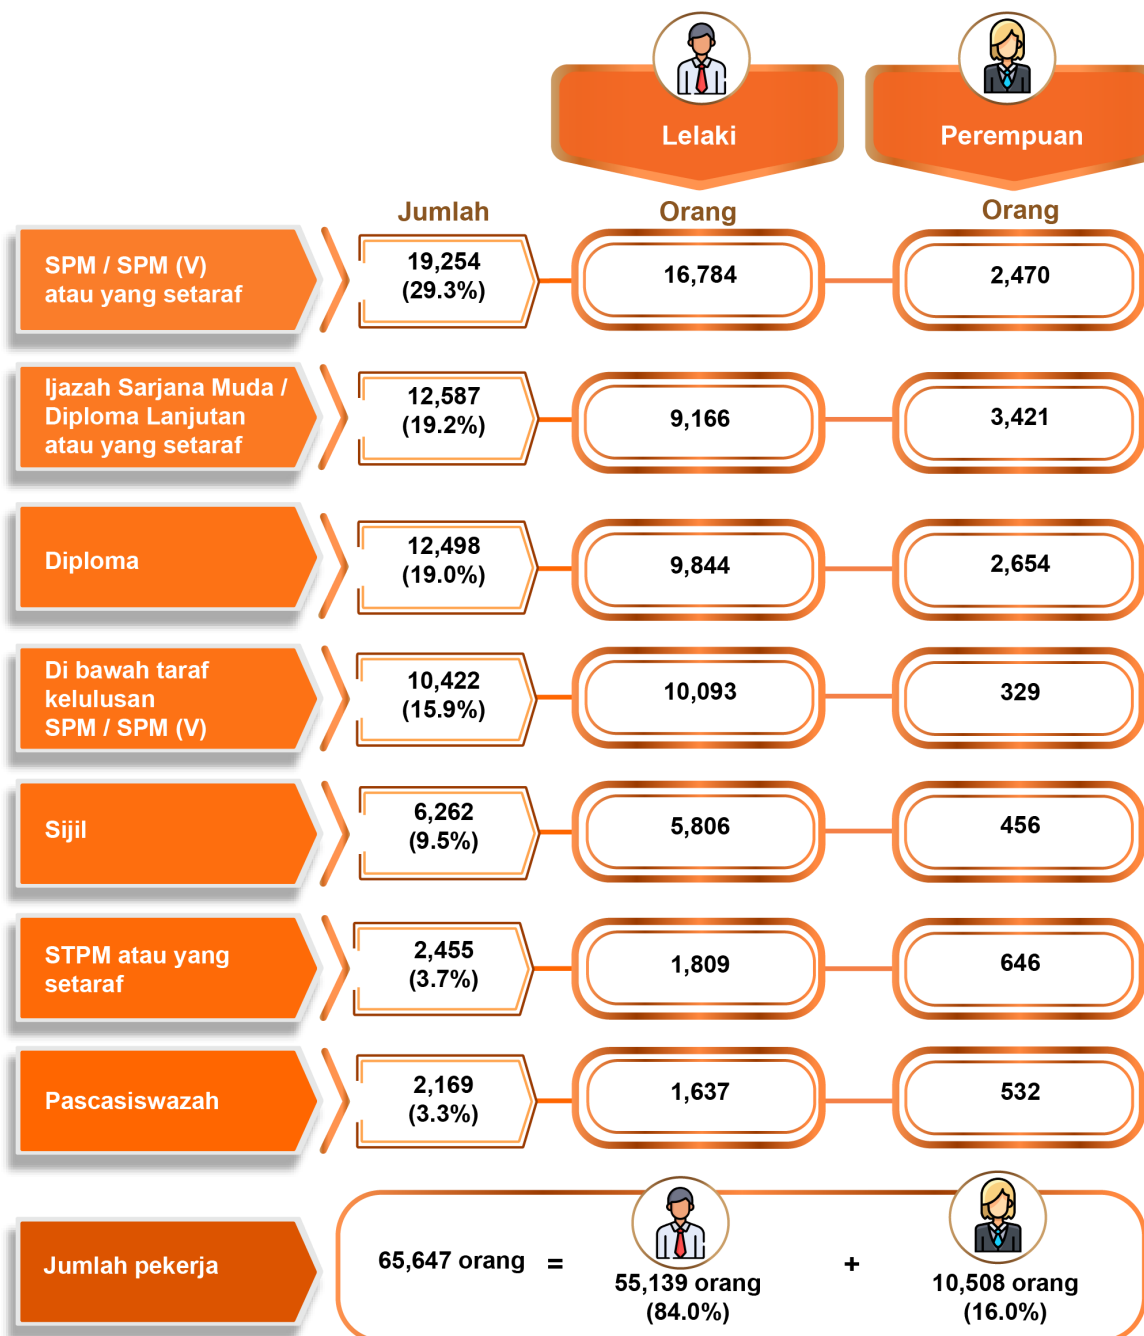 Lelaki
Perempuan
Jumlah
Orang
Orang
SPM / SPM (V)
atau yang setaraf
19,254
(29.3%)
16,784
2,470
Ijazah Sarjana Muda /
Diploma Lanjutan
atau yang setaraf
12,587
(19.2%)
9,166
3,421
Diploma
12,498
(19.0%)
9,844
2,654
Di bawah taraf
kelulusan
SPM / SPM (V)
10,422
(15.9%)
10,093
329
Sijil
6,262
(9.5%)
5,806
456
STPM atau yang
setaraf
2,455
(3.7%)
1,809
646
Pascasiswazah
2,169
(3.3%)
1,637
532
Jumlah pekerja
65,647 orang =
55,139 orang
(84.0%)
+
10,508 orang
(16.0%)